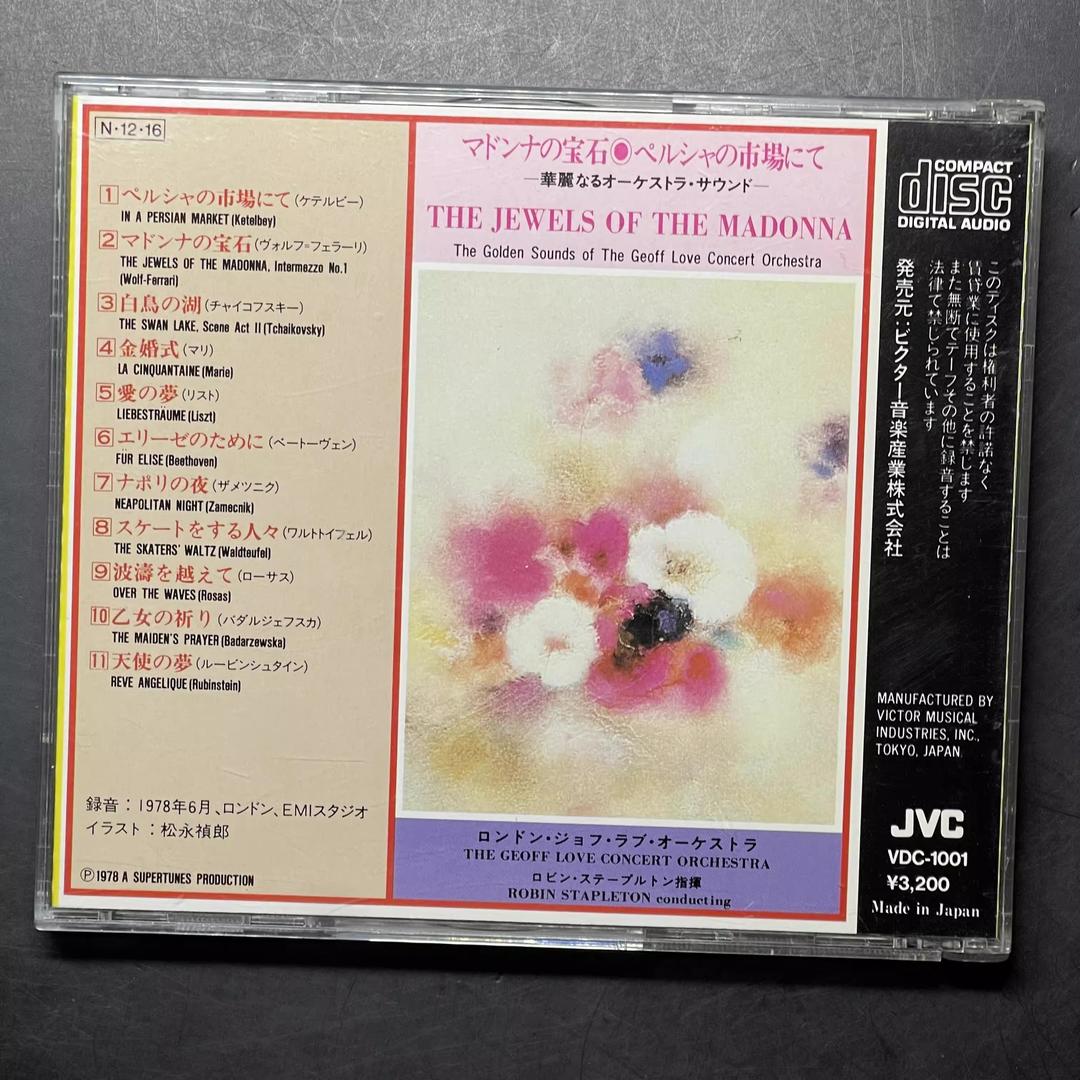 N・12・16
1 ペルシャの市場にて(ケテルビー)
IN A PERSIAN MARKET (Ketelbey)
2 マドンナの宝石(ヴォルフ=フェラーリ)
THE JEWELS OF THE MADONNA, Intermezzo No.1
(Wolf-Ferrari)
3 白鳥の湖(チャイコフスキー)
THE SWAN LAKE, Scene Act II (Tchaikovsky)
4 金婚式(マリ)
LA CINQUANTAINE (Marie)
5 愛の夢(リスト)
LIEBESTRÄUME (Liszt)
6 エリーゼのために(ベートーヴェン)
FUR ELISE (Beethoven)
7 ナポリの夜(ザメツニク)
NEAPOLITAN NIGHT (Zamecnik)
8 スケートをする人々(ワルトトイフェル)
THE SKATERS' WALTZ (Waldteufel)
9 波濤を越えて(ローサス)
OVER THE WAVES (Rosas)
10 乙女の祈り(バダルジェフスカ)
THE MAIDEN'S PRAYER (Badarzewska)
11 天使の夢(ルービンシュタイン)
REVE ANGELIQUE (Rubinstein)
録音:1978年6月、ロンドン、EMIスタジオ
イラスト:松永禎郎
Ⓟ1978 A SUPERTUNES PRODUCTION
マドンナの宝石◉ペルシャの市場にて
—華麗なるオーケストラ・サウンド—
THE JEWELS OF THE MADONNA
The Golden Sounds of The Geoff Love Concert Orchestra
ロンドン・ジョフ・ラブ・オーケストラ
THE GEOFF LOVE CONCERT ORCHESTRA
ロビン・ステープルトン指揮
ROBIN STAPLETON conducting
COMPACT
disc
DIGITAL AUDIO
このディスクは権利者の許諾なく
賃貸業に使用することを禁じます
また無断でテープその他に録音することは
法律で禁じられています
発売元:ビクター音楽産業株式会社
MANUFACTURED BY
VICTOR MUSICAL
INDUSTRIES, INC.,
TOKYO, JAPAN
JVC
VDC-1001
¥3,200
Made in Japan